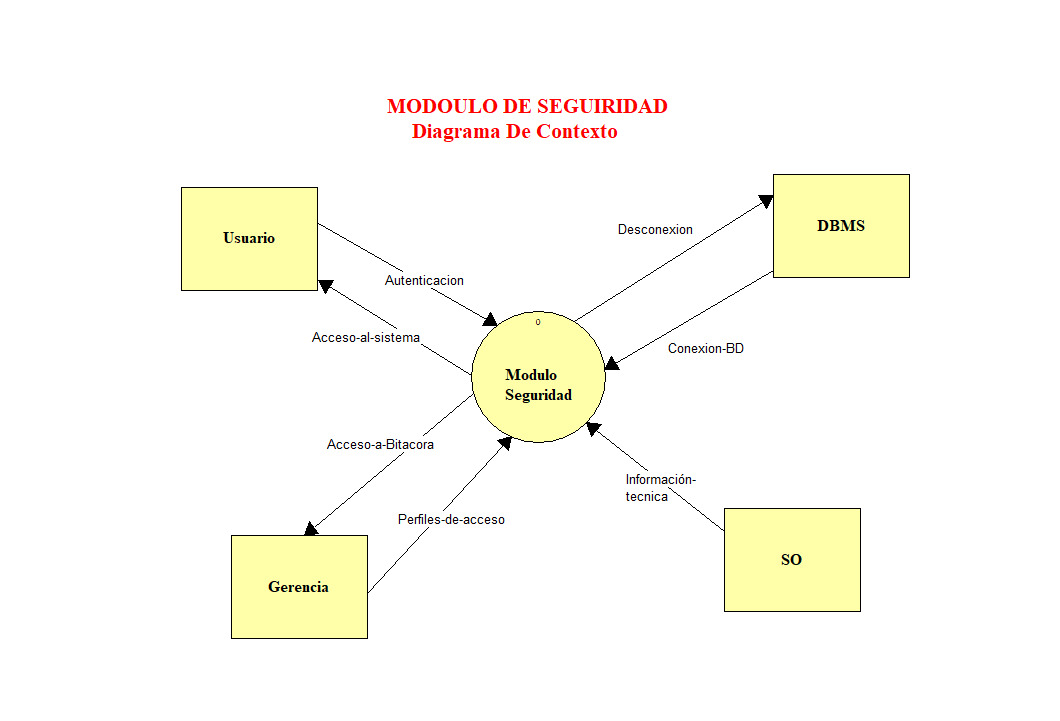 MODOULO DE SEGUIRIDAD
Diagrama De Contexto
Usuario
DBMS
Desconexion
Autenticacion
Acceso-al-sistema
0
Modulo
Seguridad
Conexion-BD
Acceso-a-Bitacora
Perfiles-de-acceso
Información-
tecnica
Gerencia
SO